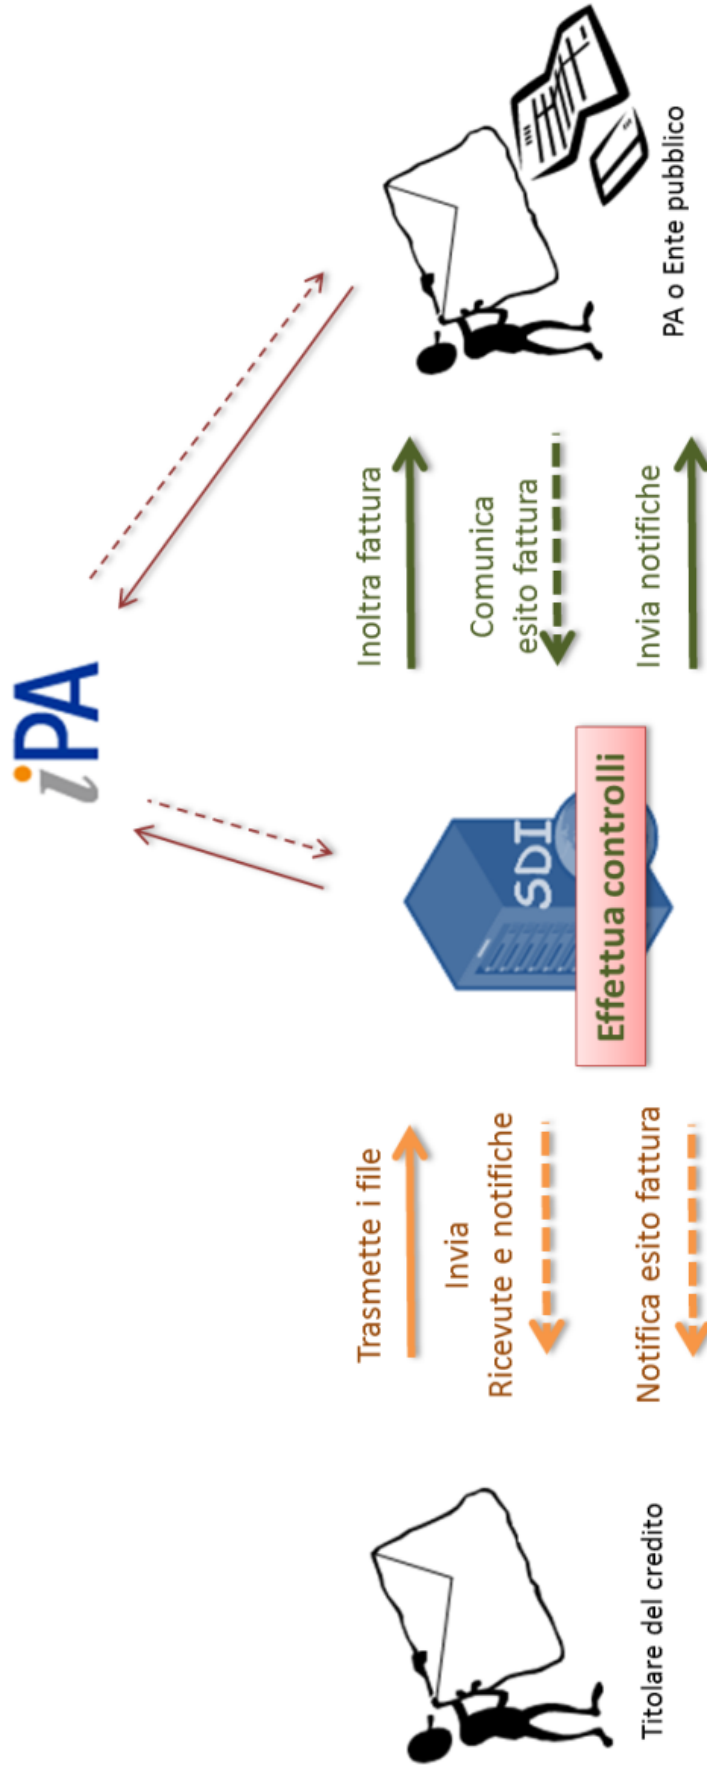 iPA
Trasmette i file
Invia
Ricevute e notifiche
Notifica esito fattura
SDI
Effettua controlli
Inoltra fattura
Comunica
esito fattura
Invia notifiche
Titolare del credito
PA o Ente pubblico